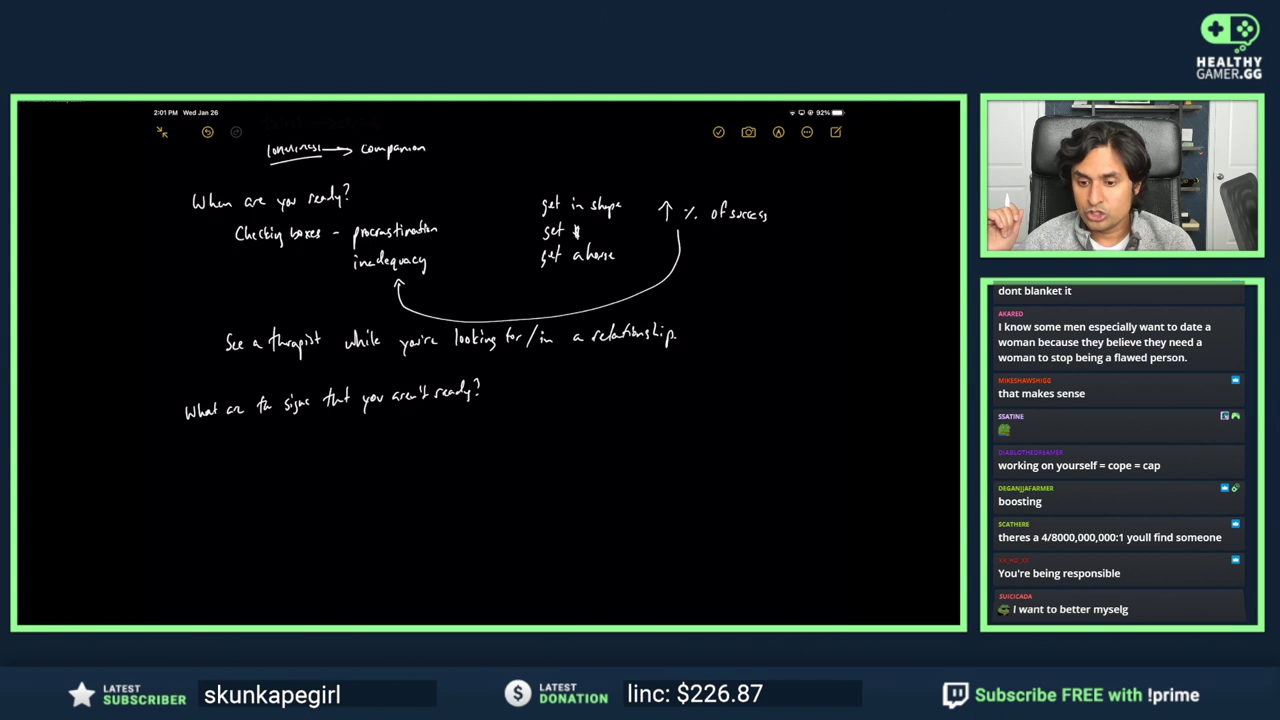 HEALTHY
GAMER.GG
2:01 PM Wed Jan 26
92%
loneliness → companion
When are you ready?
Checking boxes - procrastination
inadequacy
get in shape
get $
get a horse
↑ % of success
See a therapist while you're looking for/in a relationship.
What are the signs that you aren't ready?
dont blanket it
AKARED
I know some men especially want to date a
woman because they believe they need a
woman to stop being a flawed person.
MIKESHAWSHIGG
that makes sense
SSATINE
DIABLOTHEDREAMER
working on yourself = cope = cap
DEGANJJAFARMER
boosting
SCATHERE
theres a 4/8000,000,000:1 youll find someone
You're being responsible
SUICICADA
I want to better myselg
LATEST
SUBSCRIBER
skunkapegirl
LATEST
DONATION
linc: $226.87
Subscribe FREE with !prime